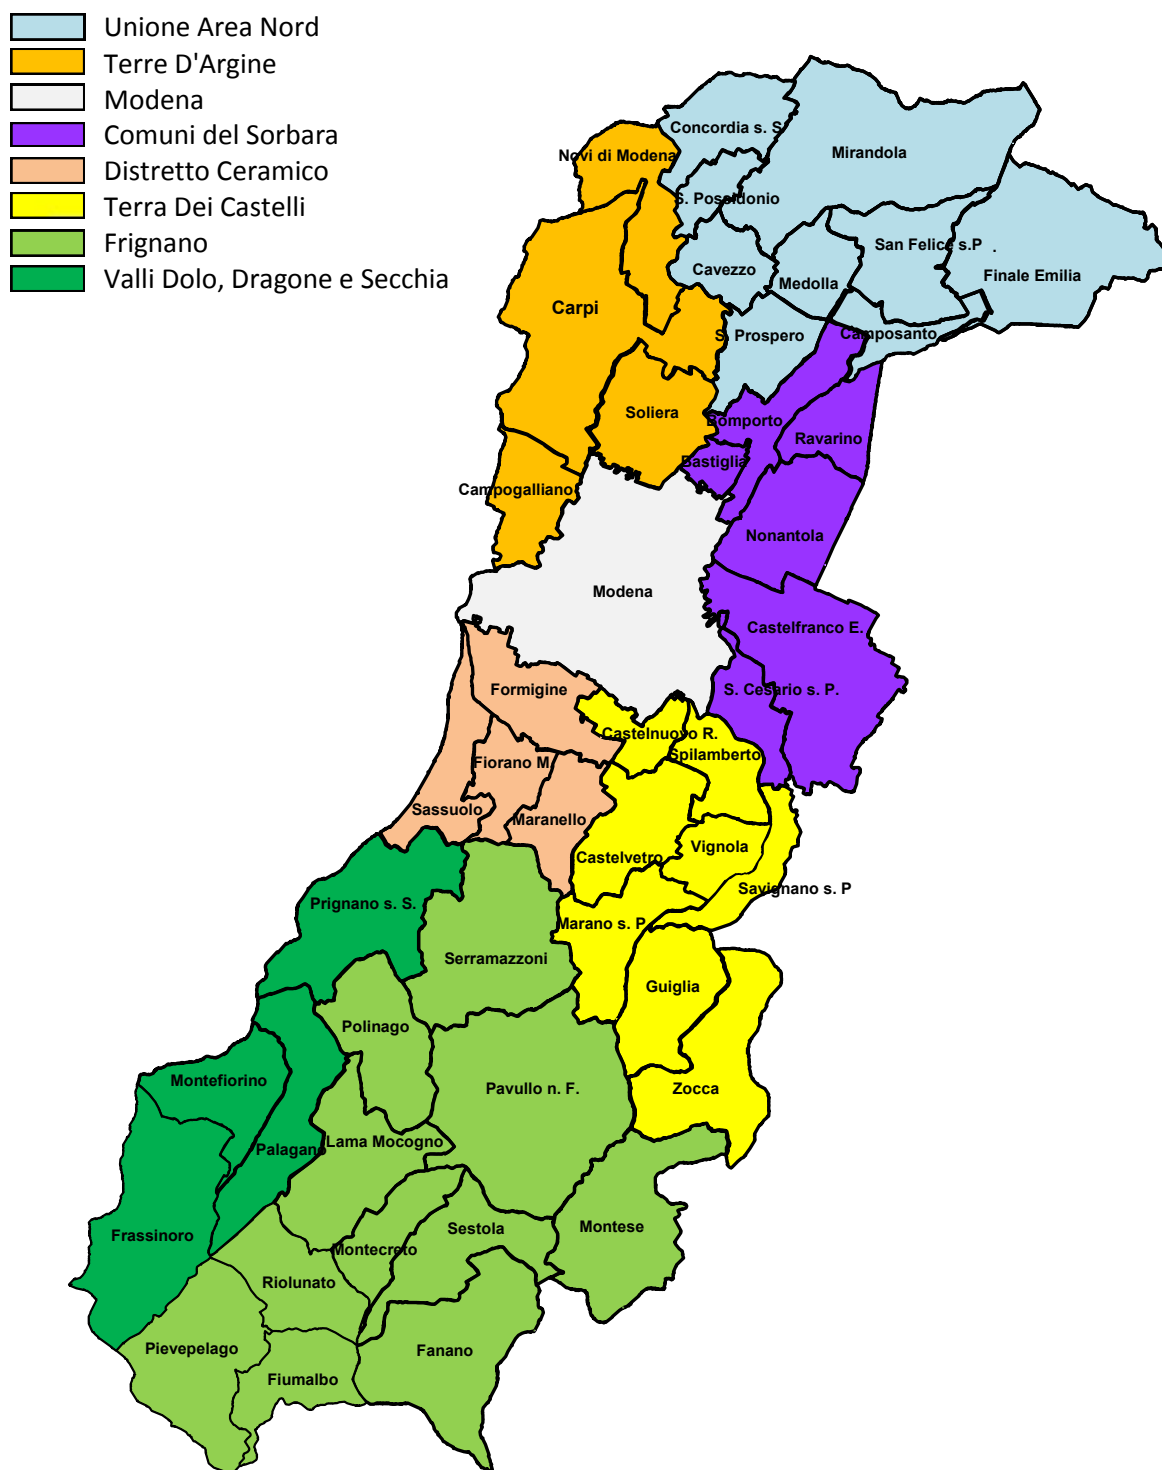 Unione Area Nord
Terre D'Argine
Modena
Comuni del Sorbara
Distretto Ceramico
Terra Dei Castelli
Frignano
Valli Dolo, Dragone e Secchia
Concordia s. S
Novi di Modena
Mirandola
S. Posidonio
San Felice s.P .
Cavezzo
Medolla
Finale Emilia
Carpi
S. Prospero
Camposanto
Soliera
Bomporto
Ravarino
Bastiglia
Campogalliano
Nonantola
Modena
Castelfranco E.
Formigine
S. Cesario s. P.
Castelnuovo R.
Spilamberto
Fiorano M
Sassuolo
Maranello
Vignola
Castelvetro
Savignano s. P
Prignano s. S.
Marano s. P
Serramazzoni
Guiglia
Polinago
Montefiorino
Pavullo n. F.
Zocca
Palagano
Lama Mocogno
Frassinoro
Sestola
Montese
Montecreto
Riolunato
Pievepelago
Fanano
Fiumalbo